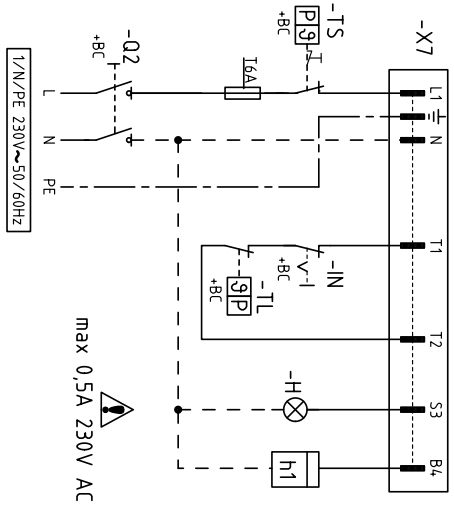 L1 N T1 T2 S3 B4
-X7
-TS
P ϑ
+BC
-IN
+BC
-TL
ϑ P
+BC
-H
h1
T6A
-Q2
+BC
L N PE
1/N/PE 230V~50/60Hz
max 0,5A 230V AC